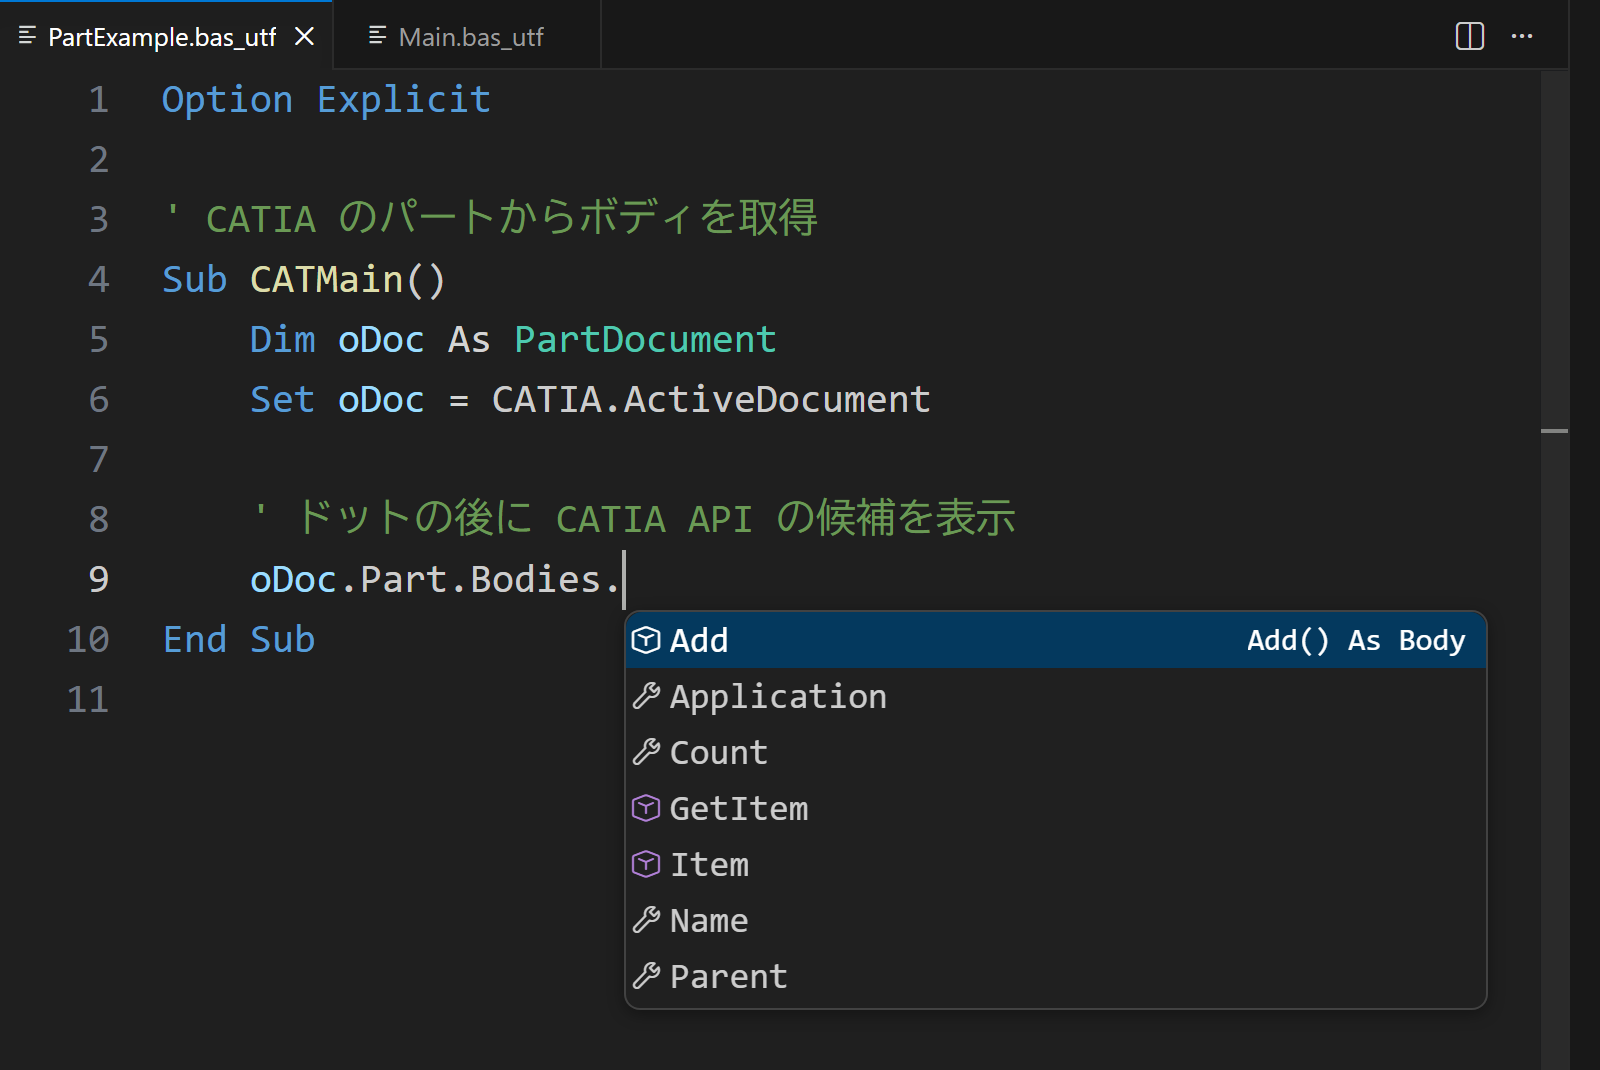 PartExample.bas_utf
Main.bas_utf
1 Option Explicit
2
3 ' CATIA のパートからボディを取得
4 Sub CATMain()
5 Dim oDoc As PartDocument
6 Set oDoc = CATIA.ActiveDocument
7
8 ' ドットの後に CATIA API の候補を表示
9 oDoc.Part.Bodies.
Add Add() As Body
10 End Sub
11
Application
Count
GetItem
Item
Name
Parent